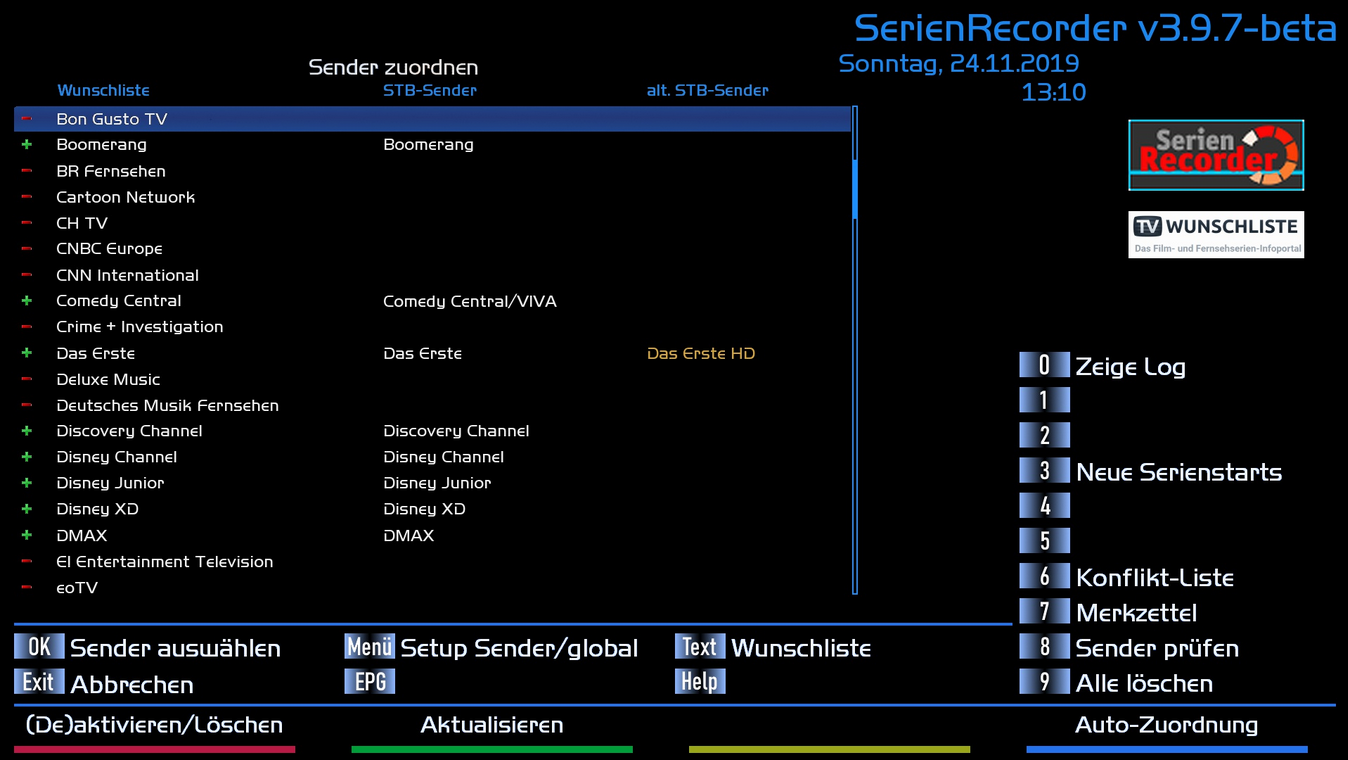 SerienRecorder v3.9.7-beta
Sender zuordnen
Sonntag, 24.11.2019
13:10
Wunschliste STB-Sender alt. STB-Sender
- Bon Gusto TV
+ Boomerang Boomerang
- BR Fernsehen
- Cartoon Network
- CH TV
- CNBC Europe
- CNN International
+ Comedy Central Comedy Central/VIVA
- Crime + Investigation
+ Das Erste Das Erste Das Erste HD
- Deluxe Music
- Deutsches Musik Fernsehen
+ Discovery Channel Discovery Channel
+ Disney Channel Disney Channel
+ Disney Junior Disney Junior
+ Disney XD Disney XD
+ DMAX DMAX
- E! Entertainment Television
- eoTV
Serien
Recorder
TV WUNSCHLISTE
Das Film- und Fernsehserien-Infoportal
0 Zeige Log
1
2
3 Neue Serienstarts
4
5
6 Konflikt-Liste
7 Merkzettel
8 Sender prüfen
9 Alle löschen
OK Sender auswählen Menü Setup Sender/global Text Wunschliste
Exit Abbrechen EPG Help
(De)aktivieren/Löschen Aktualisieren Auto-Zuordnung